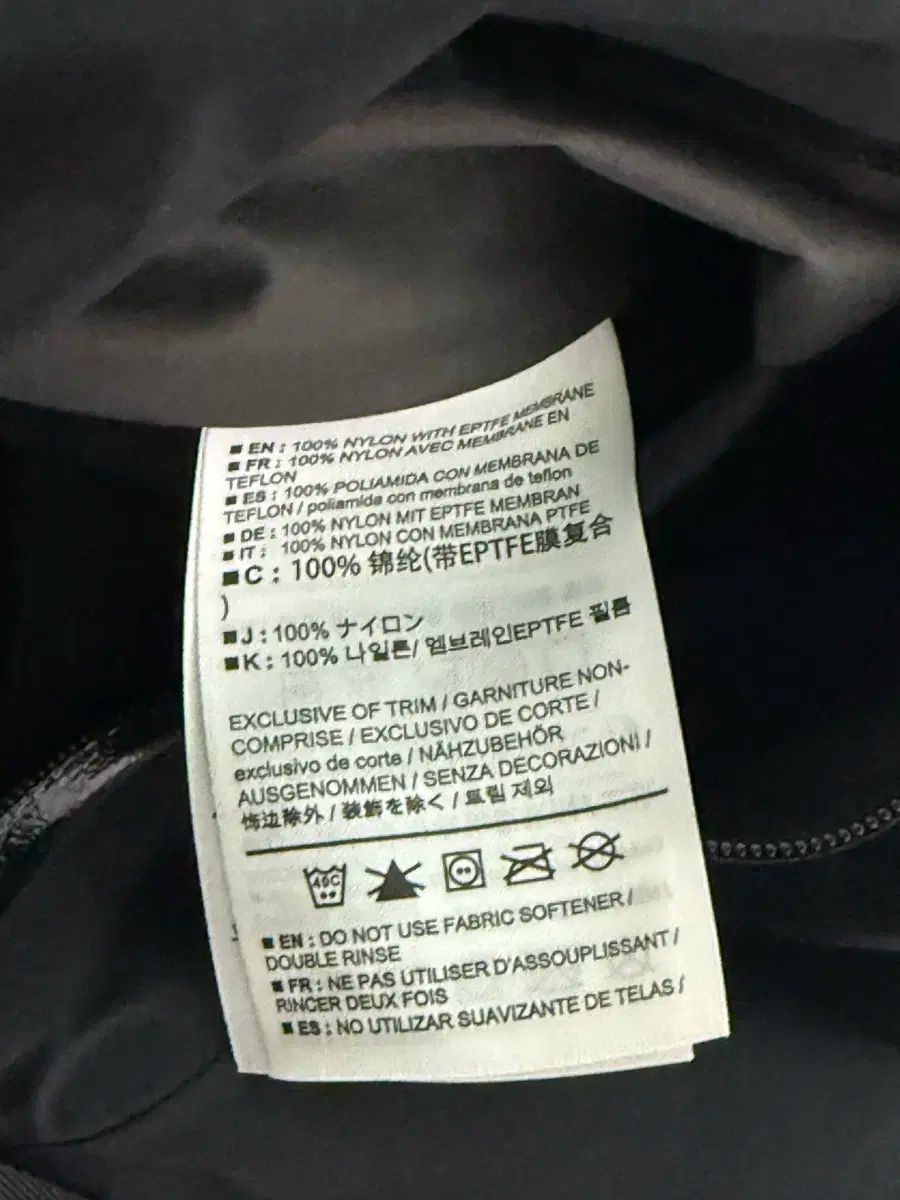 ■ EN : 100% NYLON WITH EPTFE MEMBRANE
■ FR : 100% NYLON AVEC MEMBRANE EN
TEFLON
■ ES : 100% POLIAMIDA CON MEMBRANA DE
TEFLON / poliamida con membrana de teflon
■ DE : 100% NYLON MIT EPTFE MEMBRAN
■ IT : 100% NYLON CON MEMBRANA PTFE
■ C : 100% 锦纶(带EPTFE膜复合
)
■ J : 100% ナイロン
■ K : 100% 나일론/ 엠브레인EPTFE 필름
EXCLUSIVE OF TRIM / GARNITURE NON-
COMPRISE / EXCLUSIVO DE CORTE /
exclusivo de corte / NÄHZUBEHÖR
AUSGENOMMEN / SENZA DECORAZIONI /
饰边除外 / 装飾を除く / 트림 제외
40C
■ EN : DO NOT USE FABRIC SOFTENER /
DOUBLE RINSE
■ FR : NE PAS UTILISER D'ASSOUPLISSANT /
RINCER DEUX FOIS
■ ES : NO UTILIZAR SUAVIZANTE DE TELAS /